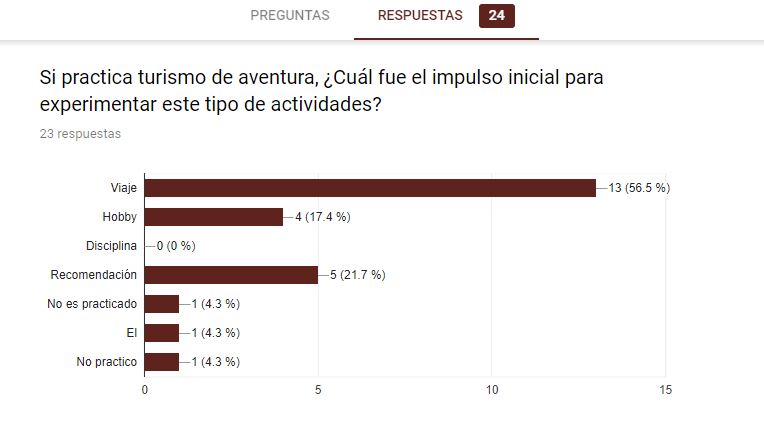 PREGUNTAS RESPUESTAS 24
Si practica turismo de aventura, ¿Cuál fue el impulso inicial para
experimentar este tipo de actividades?
23 respuestas
Viaje 13 (56.5 %)
Hobby 4 (17.4 %)
Disciplina 0 (0 %)
Recomendación 5 (21.7 %)
No es practicado 1 (4.3 %)
El 1 (4.3 %)
No practico 1 (4.3 %)
0 5 10 15